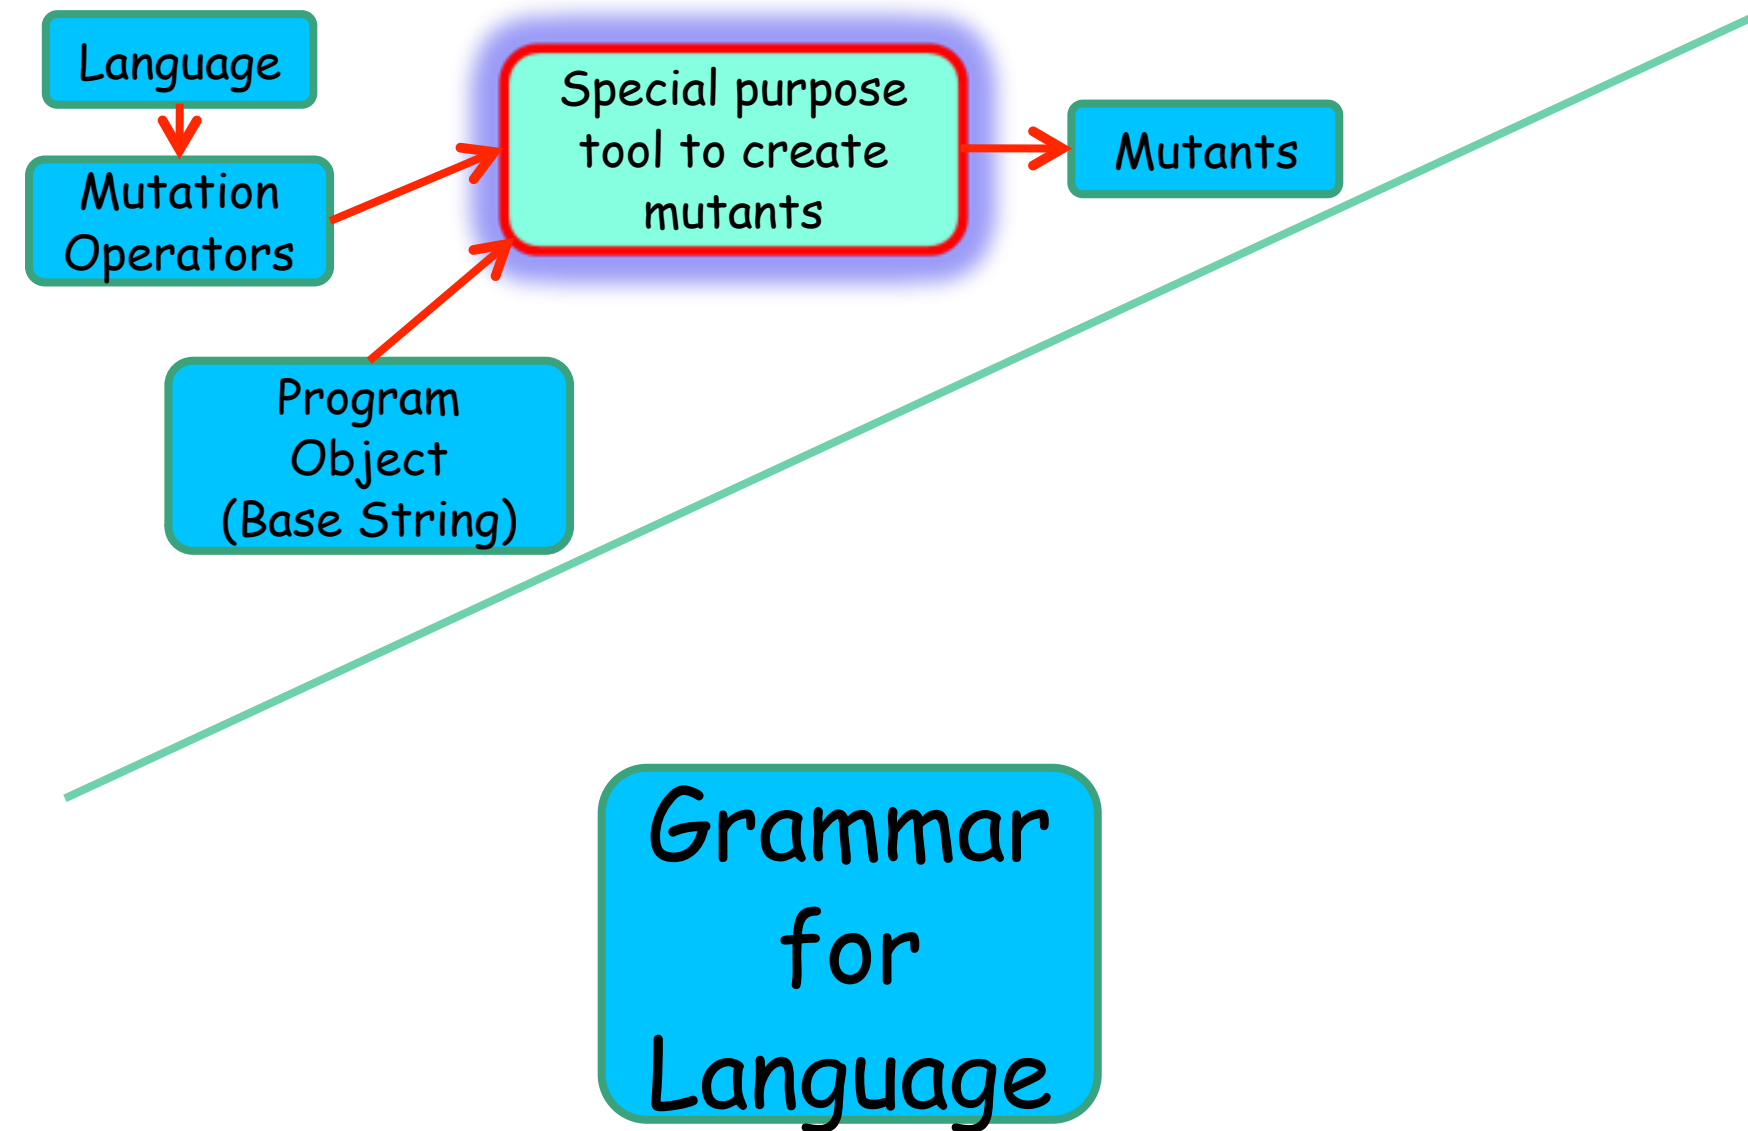 Language
Mutation
Operators
Special purpose
tool to create
mutants
Mutants
Program
Object
(Base String)
Grammar
for
Language